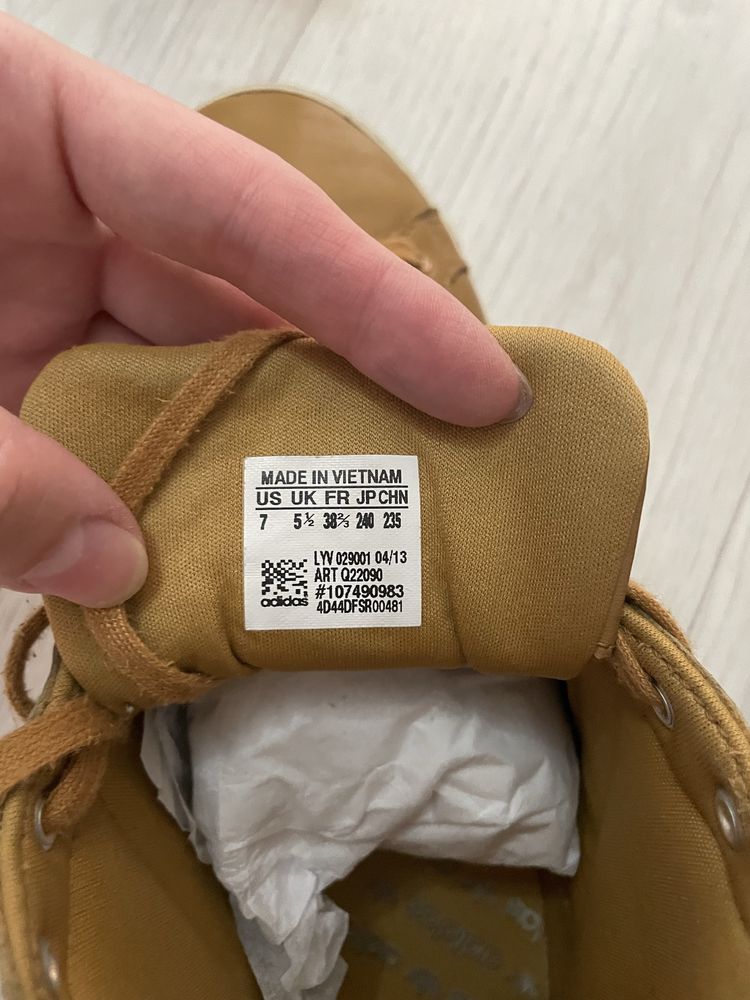 MADE IN VIETNAM
US UK FR JP CHN
7 5½ 38⅔ 240 235
LYV 029001 04/13
ART Q22090
#107490983
adidas 4D44DFSR00481